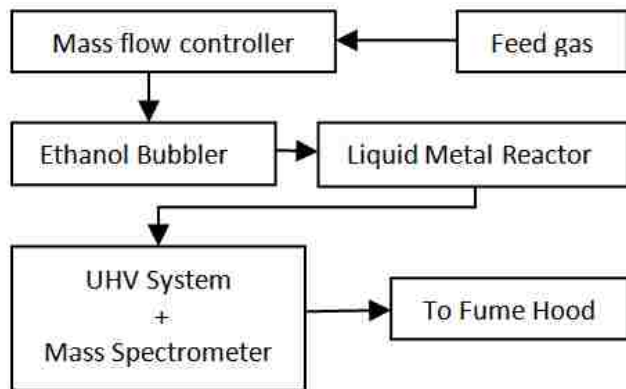 Mass flow controller
Feed gas
Ethanol Bubbler
Liquid Metal Reactor
UHV System
+
Mass Spectrometer
To Fume Hood